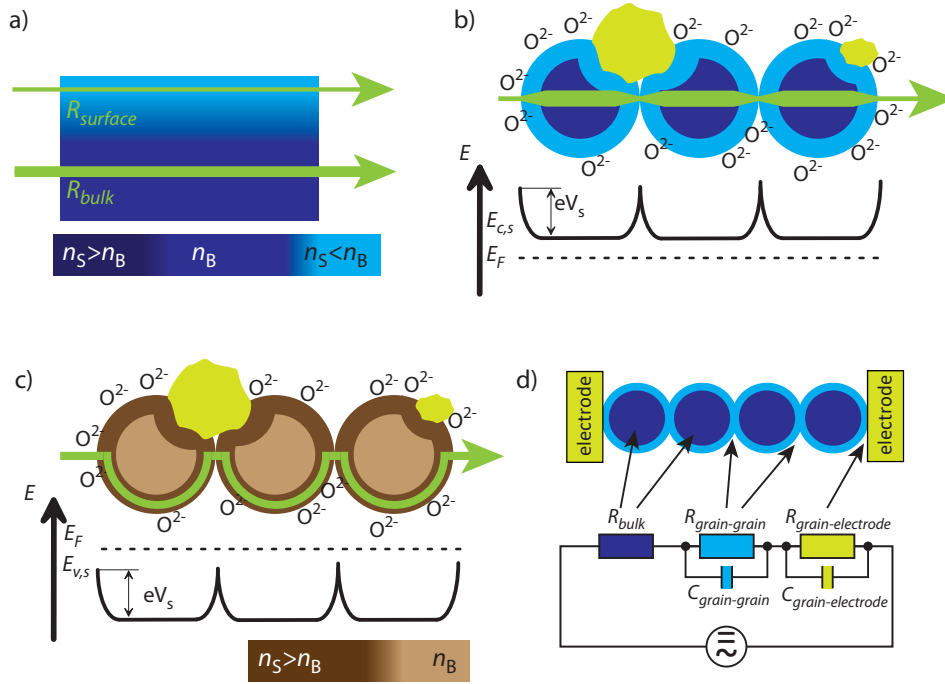 a)
R_surface
R_bulk
n_S>n_B n_B n_S<n_B
b)
O²⁻ O²⁻ O²⁻ O²⁻
O²⁻ O²⁻ O²⁻
O²⁻ O²⁻
O²⁻ O²⁻ O²⁻ O²⁻ O²⁻
E
eV_s
E_c,s
E_F
c)
O²⁻ O²⁻ O²⁻ O²⁻ O²⁻
O²⁻ O²⁻
O²⁻ O²⁻ O²⁻ O²⁻
O²⁻ O²⁻
E
E_F
E_v,s
eV_s
n_S>n_B n_B
d)
electrode electrode
R_bulk R_grain-grain R_grain-electrode
C_grain-grain C_grain-electrode